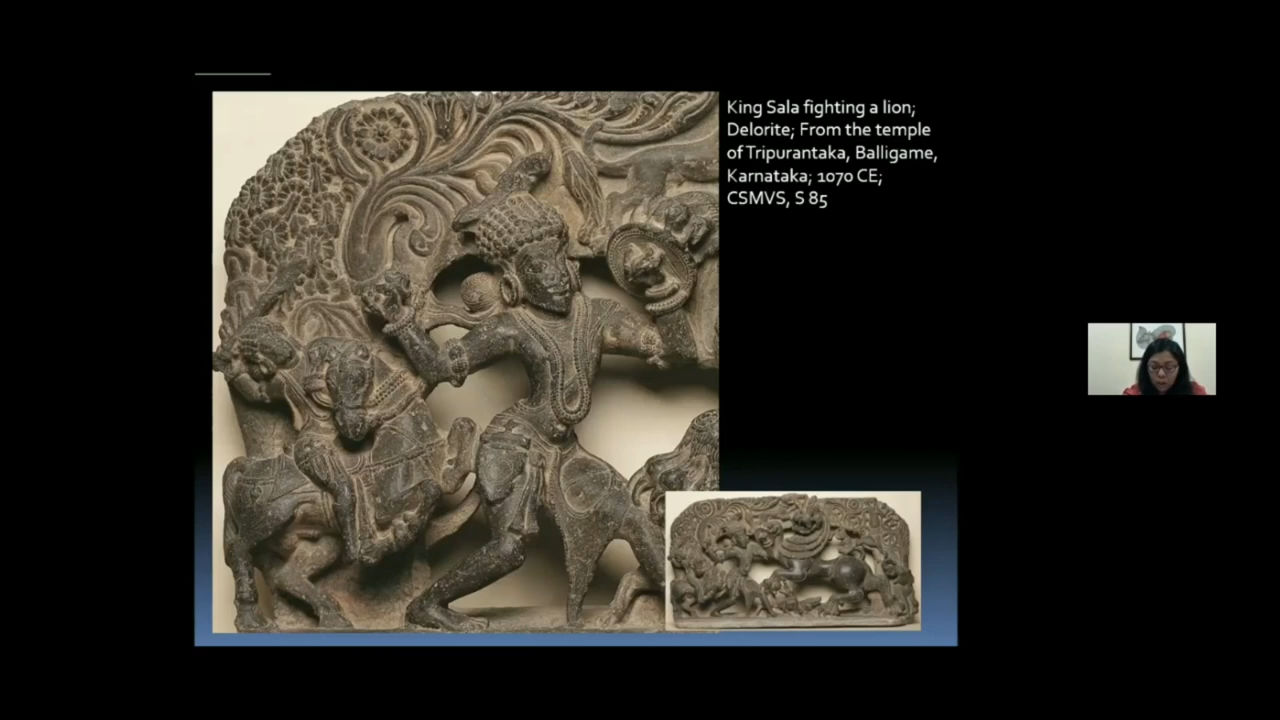 King Sala fighting a lion;
Delorite; From the temple
of Tripurantaka, Balligame,
Karnataka; 1070 CE;
CSMVS, S 85